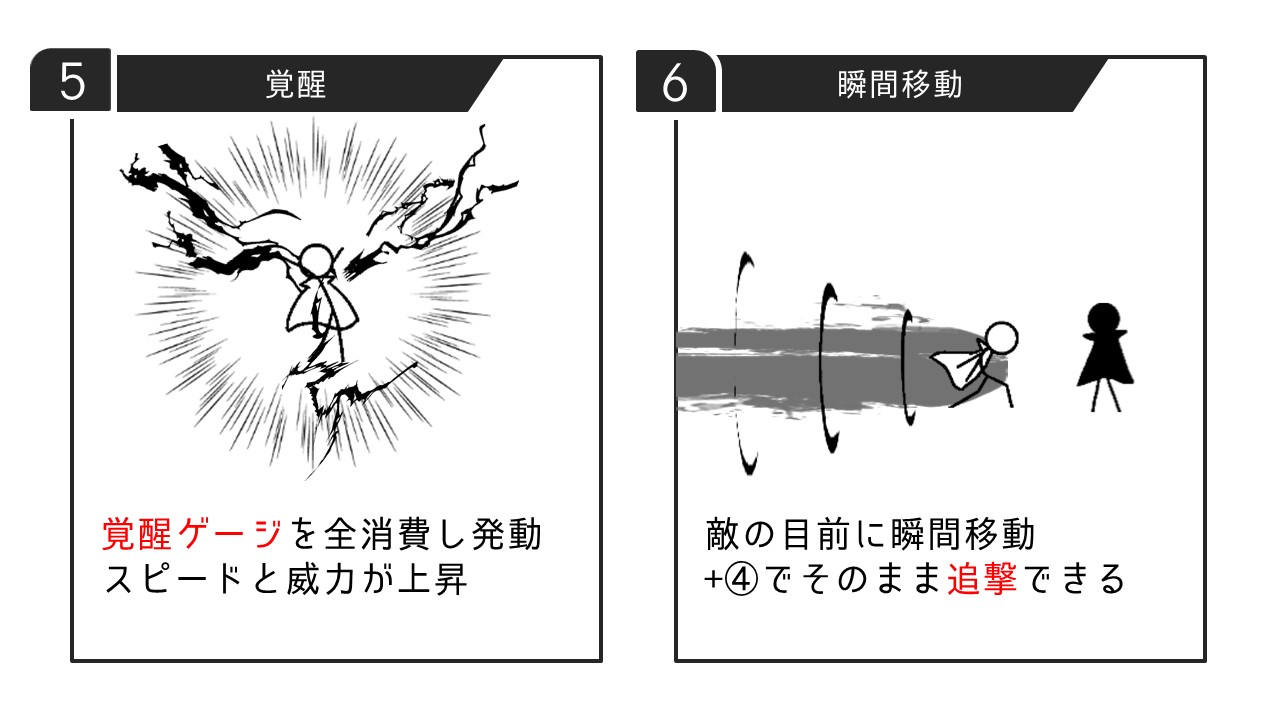 5
覚醒
覚醒ゲージを全消費し発動
スピードと威力が上昇
6
瞬間移動
敵の目前に瞬間移動
+④でそのまま追撃できる